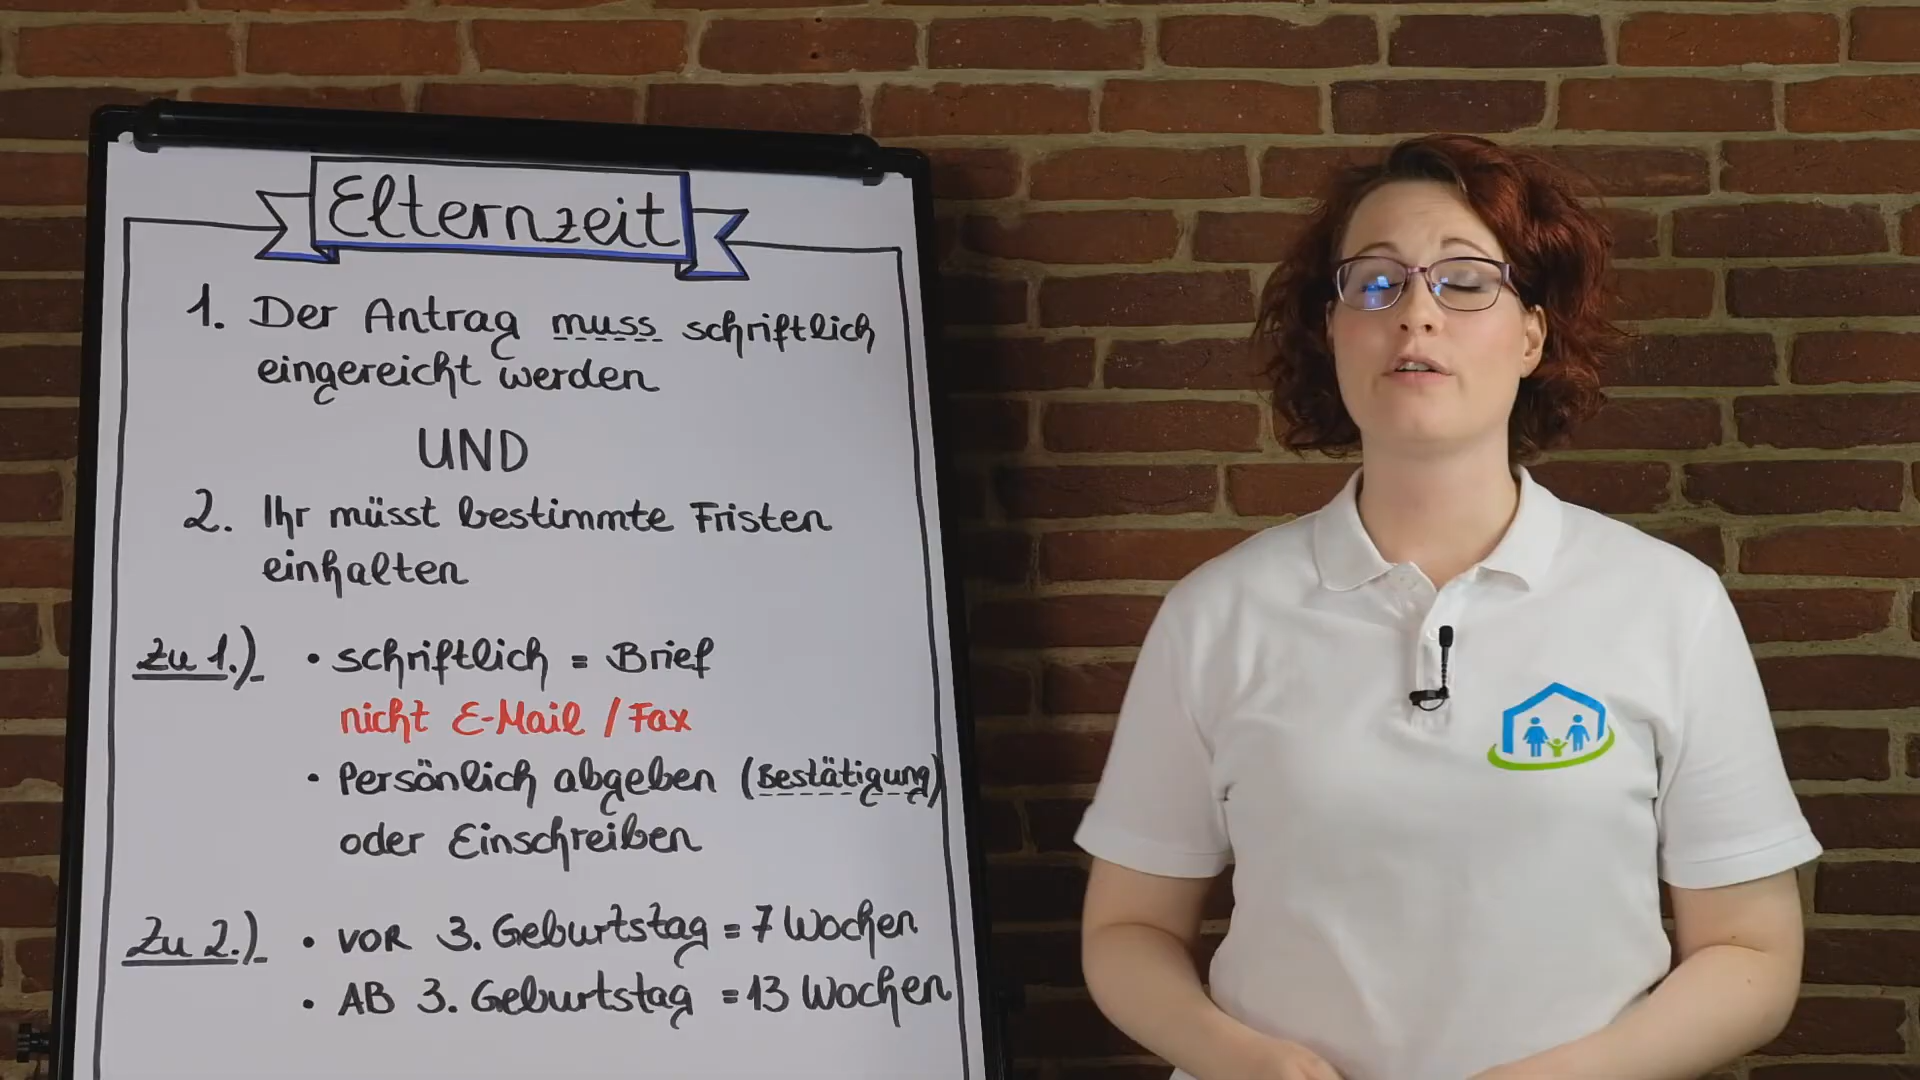 Elternzeit
1. Der Antrag muss schriftlich
eingereicht werden
UND
2. Ihr müsst bestimmte Fristen
einhalten
Zu 1.) • schriftlich = Brief
nicht E-Mail / Fax
• Persönlich abgeben (Bestätigung)
oder Einschreiben
Zu 2.) • VOR 3. Geburtstag = 7 Wochen
• AB 3. Geburtstag = 13 Wochen